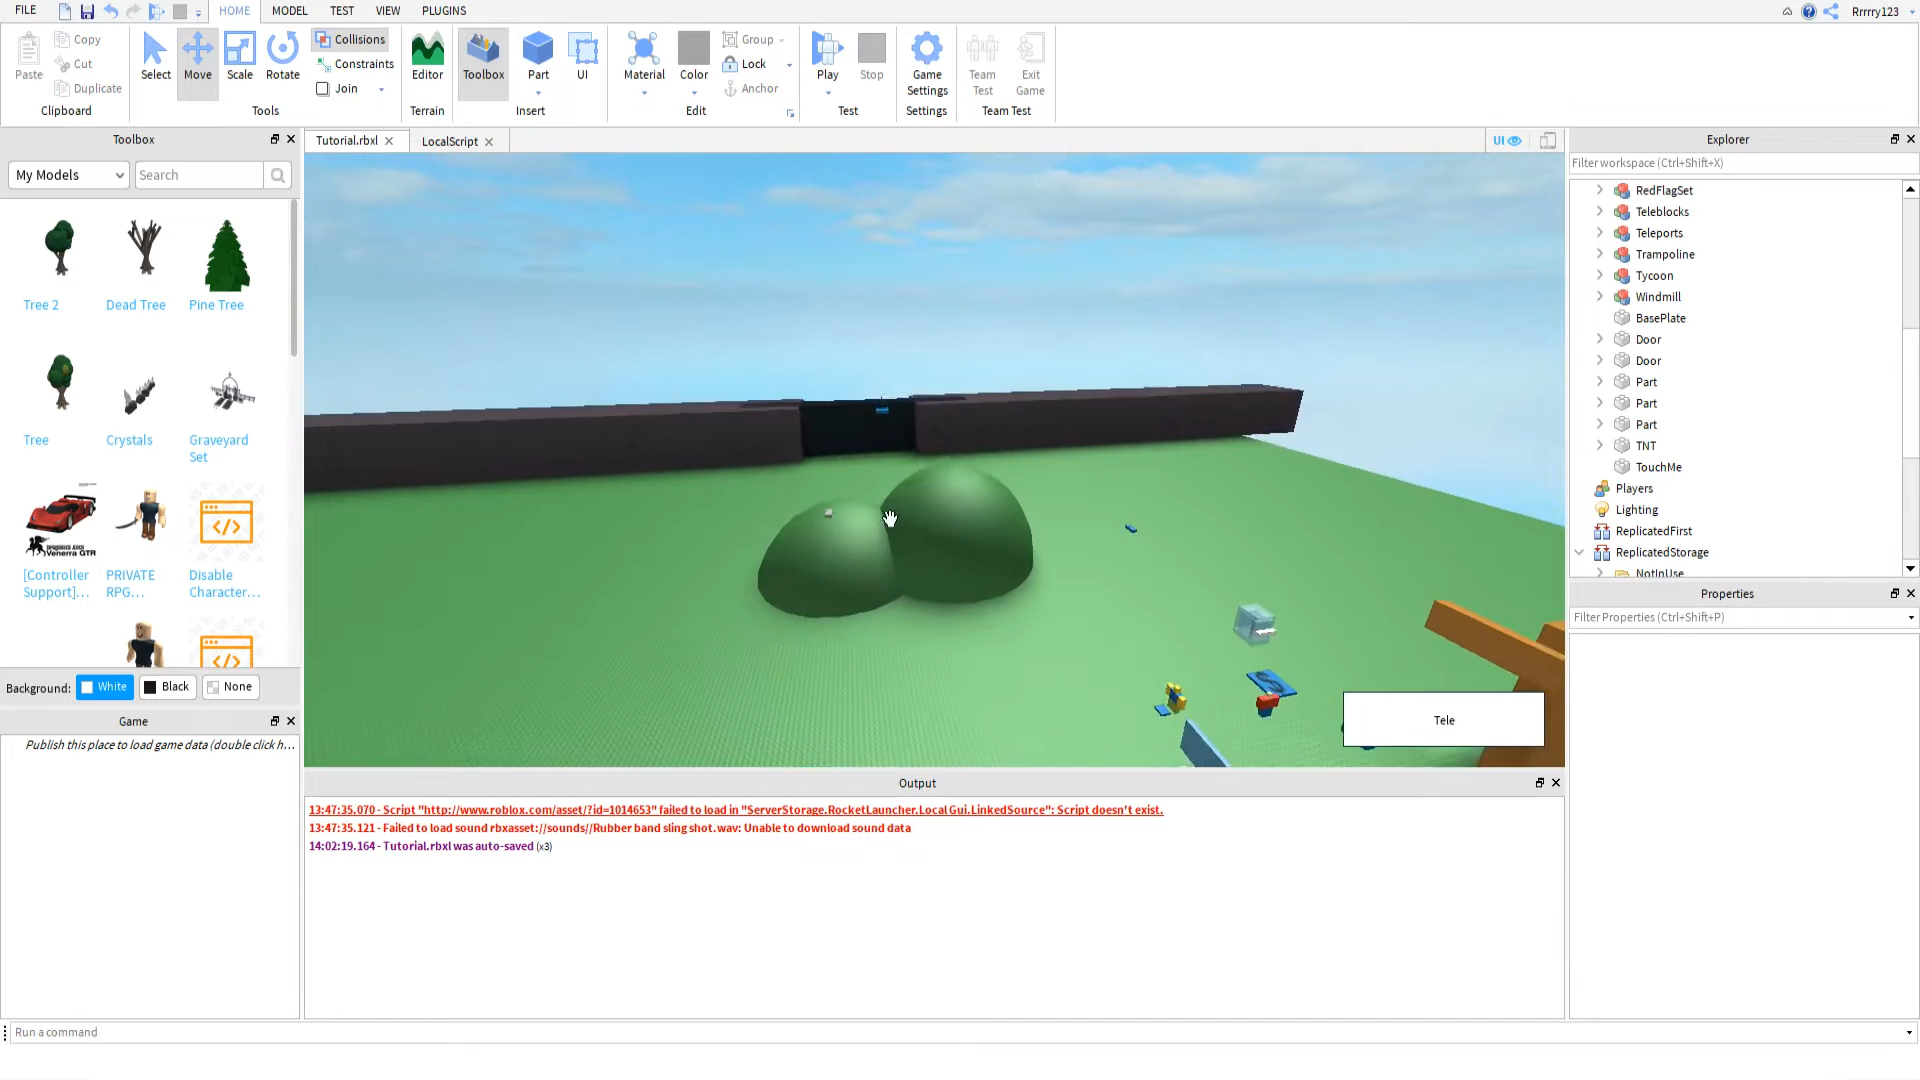 FILE
HOME
MODEL
TEST
VIEW
PLUGINS
Rrrrry123
Paste
Copy
Cut
Duplicate
Clipboard
Select
Move
Scale
Rotate
Collisions
Constraints
Join
Tools
Editor
Terrain
Toolbox
Part
UI
Insert
Material
Color
Group
Lock
Anchor
Edit
Play
Stop
Test
Game
Settings
Settings
Team
Test
Exit
Game
Team Test
Toolbox
My Models
Search
Tree 2
Dead Tree
Pine Tree
Tree
Crystals
Graveyard
Set
[Controller
Support]...
PRIVATE
RPG...
Disable
Character...
Background:
White
Black
None
Game
Publish this place to load game data (double click h...
Tutorial.rbxl
LocalScript
UI
Tele
Output
13:47:35.070 - Script "http://www.roblox.com/asset/?id=1014653" failed to load in "ServerStorage.RocketLauncher.LocalGui.LinkedSource": Script doesn't exist.
13:47:35.121 - Failed to load sound rbxasset://sounds//Rubber band sling shot.wav: Unable to download sound data
14:02:19.164 - Tutorial.rbxl was auto-saved (x3)
Explorer
Filter workspace (Ctrl+Shift+X)
RedFlagSet
Teleblocks
Teleports
Trampoline
Tycoon
Windmill
BasePlate
Door
Door
Part
Part
Part
TNT
TouchMe
Players
Lighting
ReplicatedFirst
ReplicatedStorage
NotInUse
Properties
Filter Properties (Ctrl+Shift+P)
Run a command